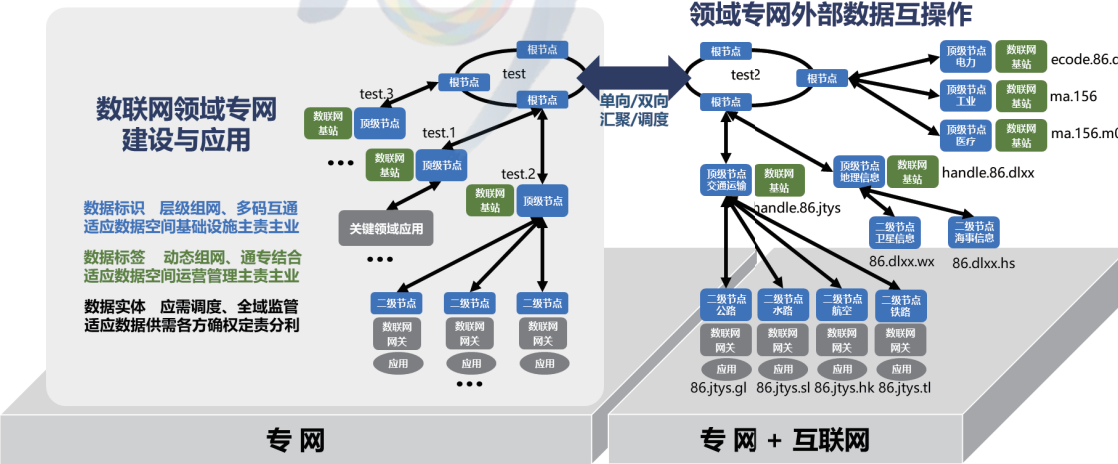 领域专网外部数据互操作
数联网领域专网
建设与应用
数据标识 层级组网、多码互通
适应数据空间基础设施主责主业
数据标签 动态组网、通专结合
适应数据空间运营管理主责主业
数据实体 应需调度、全域监管
适应数据供需各方确权定责分利
根节点
test
根节点
根节点
test.3
数联网
基站
顶级节点
...
test.1
数联网
基站
顶级节点
test.2
数联网
基站
顶级节点
关键领域应用
...
二级节点
数联网
网关
应用
二级节点
数联网
网关
应用
二级节点
数联网
网关
应用
...
单向/双向
汇聚/调度
根节点
test2
根节点
根节点
顶级节点
电力
数联网
基站
ecode.86.d
顶级节点
工业
数联网
基站
ma.156
顶级节点
医疗
数联网
基站
ma.156.m0
顶级节点
交通运输
数联网
基站
handle.86.jtys
顶级节点
地理信息
数联网
基站
handle.86.dlxx
二级节点
卫星信息
86.dlxx.wx
二级节点
海事信息
86.dlxx.hs
二级节点
公路
数联网
网关
应用
86.jtys.gl
二级节点
水路
数联网
网关
应用
86.jtys.sl
二级节点
航空
数联网
网关
应用
86.jtys.hk
二级节点
铁路
数联网
网关
应用
86.jtys.tl
专 网
专 网 + 互联网